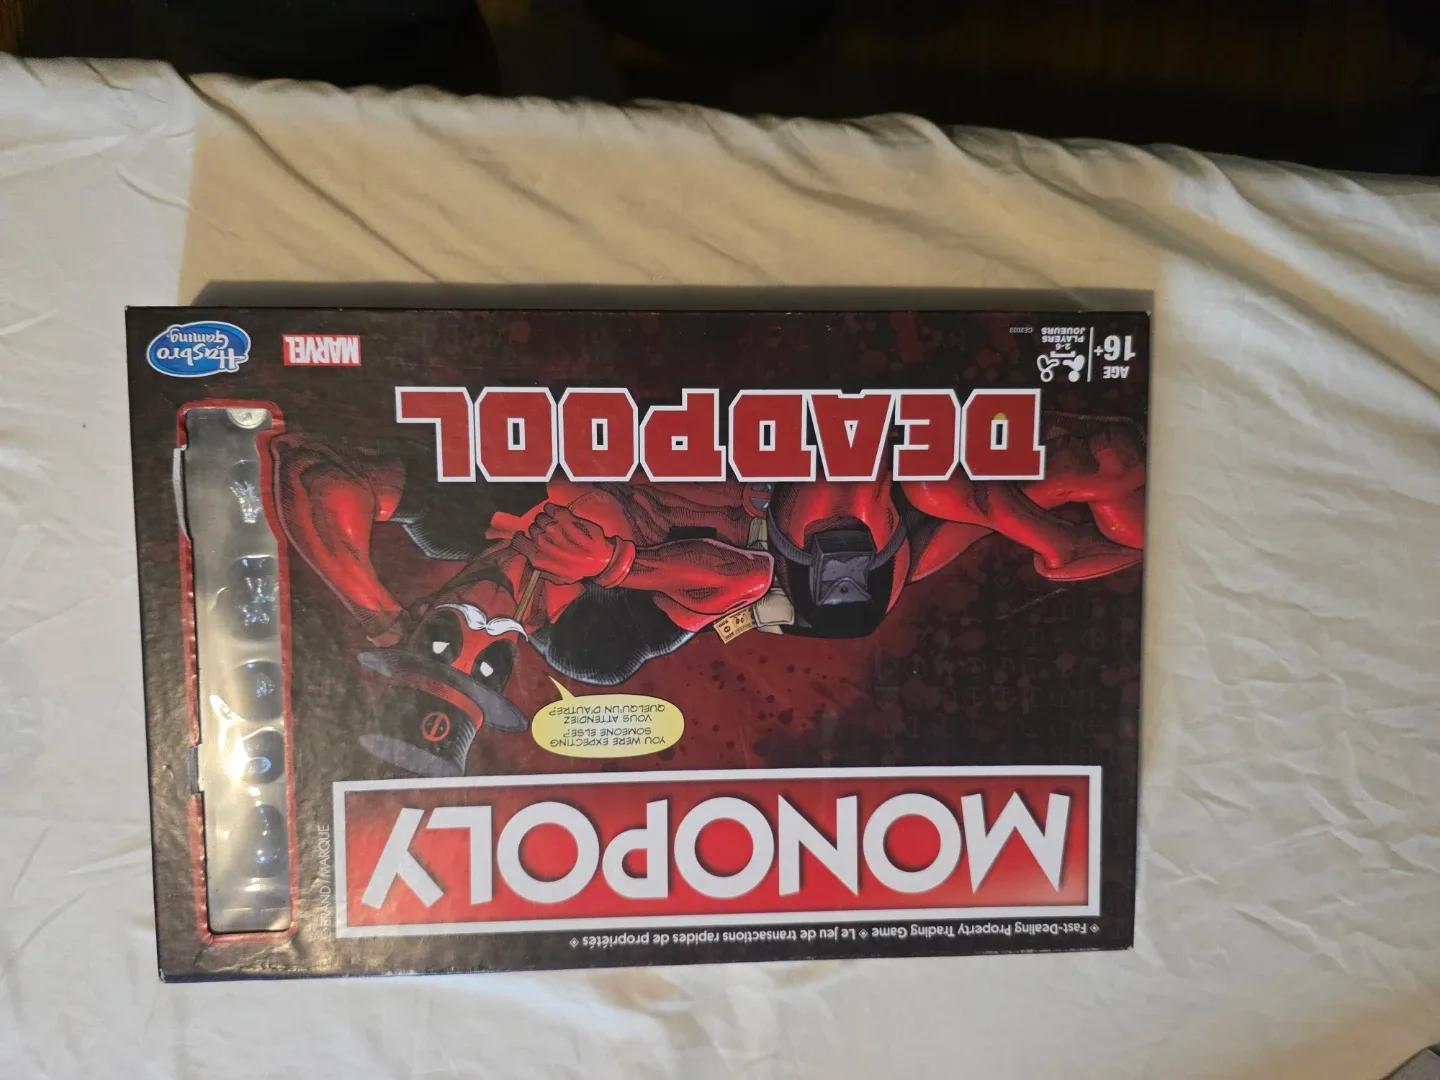 ◆ Fast-Dealing Property Trading Game ◆ Le jeu de transactions rapides de propriétés ◆
MONOPOLY
BRAND / MARQUE
YOU WERE EXPECTING
SOMEONE ELSE?
VOUS ATTENDIEZ
QUELQU'UN D'AUTRE?
DEADPOOL
AGE
16+
2-6
PLAYERS
JOUEURS
MARVEL
Hasbro
Gaming